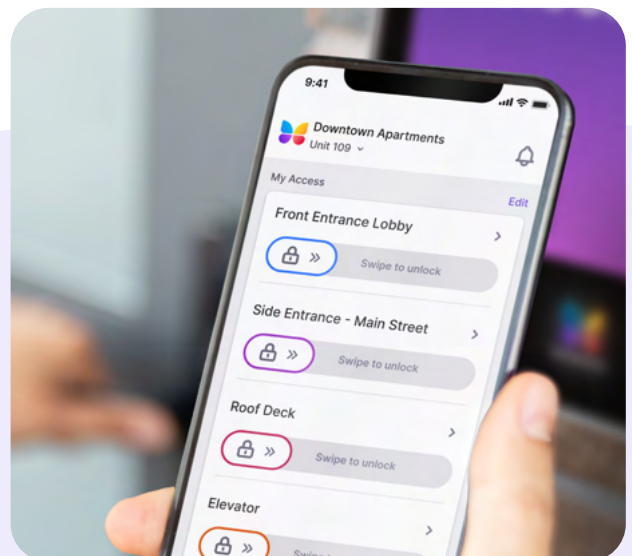 9:41
Downtown Apartments
Unit 109
My Access
Edit
Front Entrance Lobby
Swipe to unlock
Side Entrance - Main Street
Swipe to unlock
Roof Deck
Swipe to unlock
Elevator
Swipe